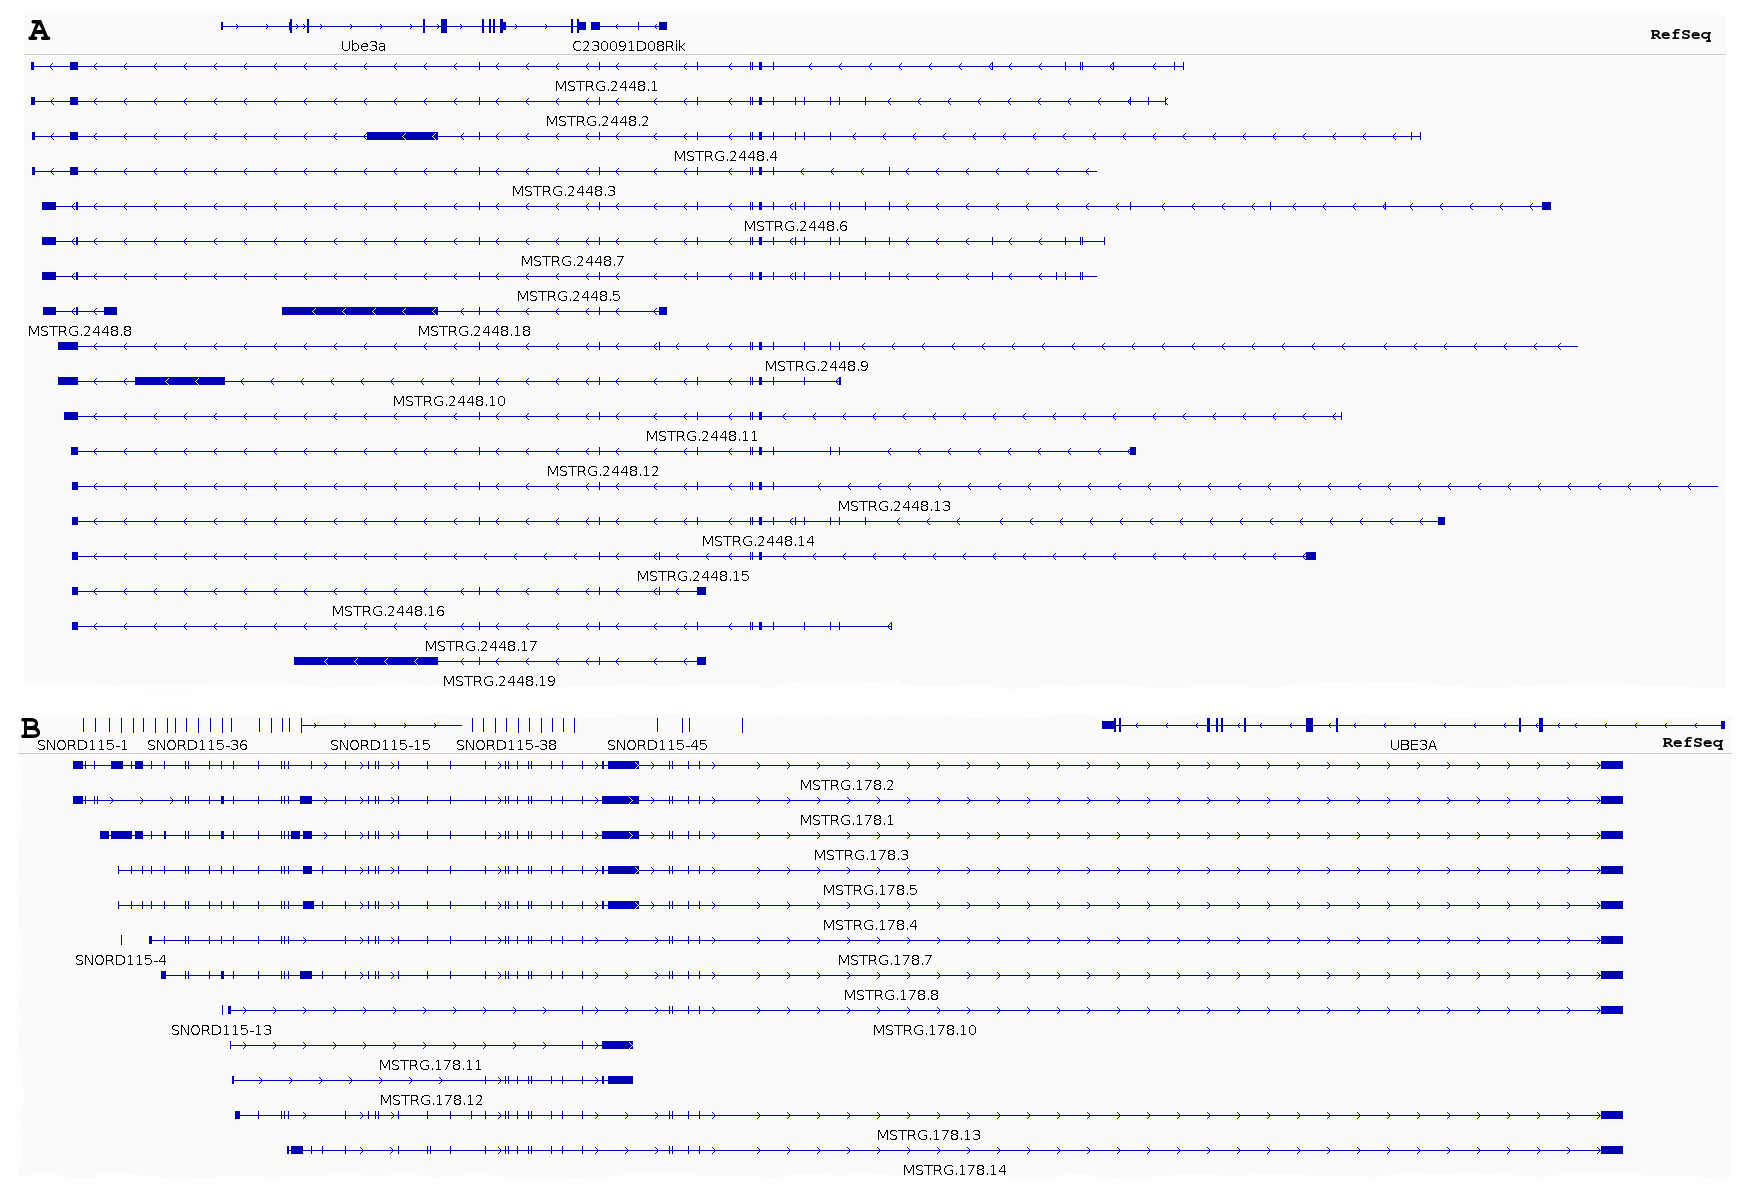 A
Ube3a C230091D08Rik RefSeq
MSTRG.2448.1
MSTRG.2448.2
MSTRG.2448.4
MSTRG.2448.3
MSTRG.2448.6
MSTRG.2448.7
MSTRG.2448.5
MSTRG.2448.8 MSTRG.2448.18
MSTRG.2448.9
MSTRG.2448.10
MSTRG.2448.11
MSTRG.2448.12
MSTRG.2448.13
MSTRG.2448.14
MSTRG.2448.15
MSTRG.2448.16
MSTRG.2448.17
MSTRG.2448.19
B
SNORD115-1 SNORD115-36 SNORD115-15 SNORD115-38 SNORD115-45 UBE3A RefSeq
MSTRG.178.2
MSTRG.178.1
MSTRG.178.3
MSTRG.178.5
MSTRG.178.4
SNORD115-4 MSTRG.178.7
MSTRG.178.8
SNORD115-13 MSTRG.178.10
MSTRG.178.11
MSTRG.178.12
MSTRG.178.13
MSTRG.178.14